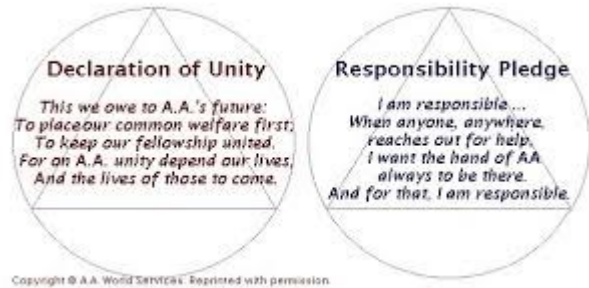 Declaration of Unity
This we owe to A.A.'s future:
To placeour common welfare first;
To keep our fellowship united.
For on A.A. unity depend our lives,
And the lives of those to come.
Responsibility Pledge
I am responsible ...
When anyone, anywhere,
reaches out for help,
I want the hand of AA
always to be there.
And for that, I am responsible.
Copyright © A.A. World Services. Reprinted with permission.